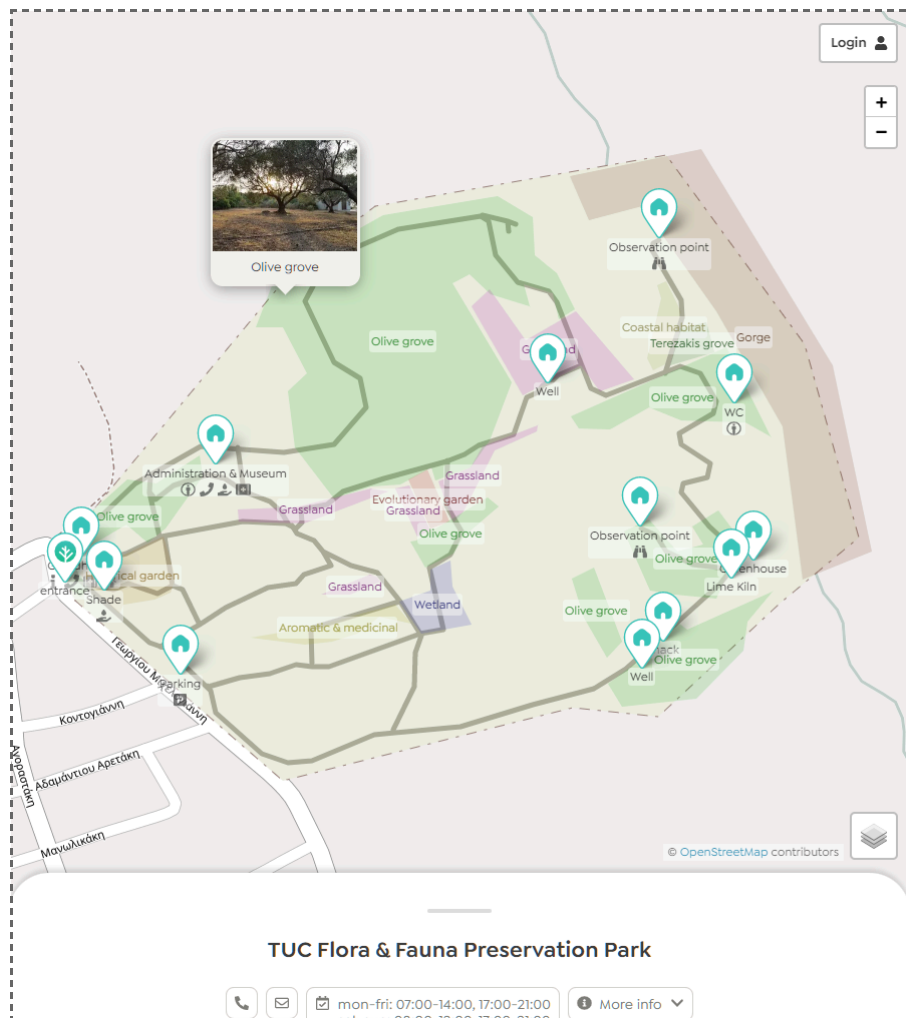 Login
+
−
Olive grove
Observation point
Coastal habitat
Gorge
Terezakis grove
Olive grove
Well
Olive grove
WC
Administration & Museum
Grassland
Evolutionary garden
Grassland
Grassland
Olive grove
Olive grove
Observation point
Olive grove
Lime Kiln
garden
entrance
Shade
Grassland
Wetland
Olive grove
Aromatic & medicinal
Olive grove
Well
Parking
Γεωργίου
Κοντογιάννη
Αγοραστάκη
Αδαμάντιου Αρετάκη
Μανωλικάκη
© OpenStreetMap contributors
TUC Flora & Fauna Preservation Park
mon-fri: 07:00-14:00, 17:00-21:00
More info